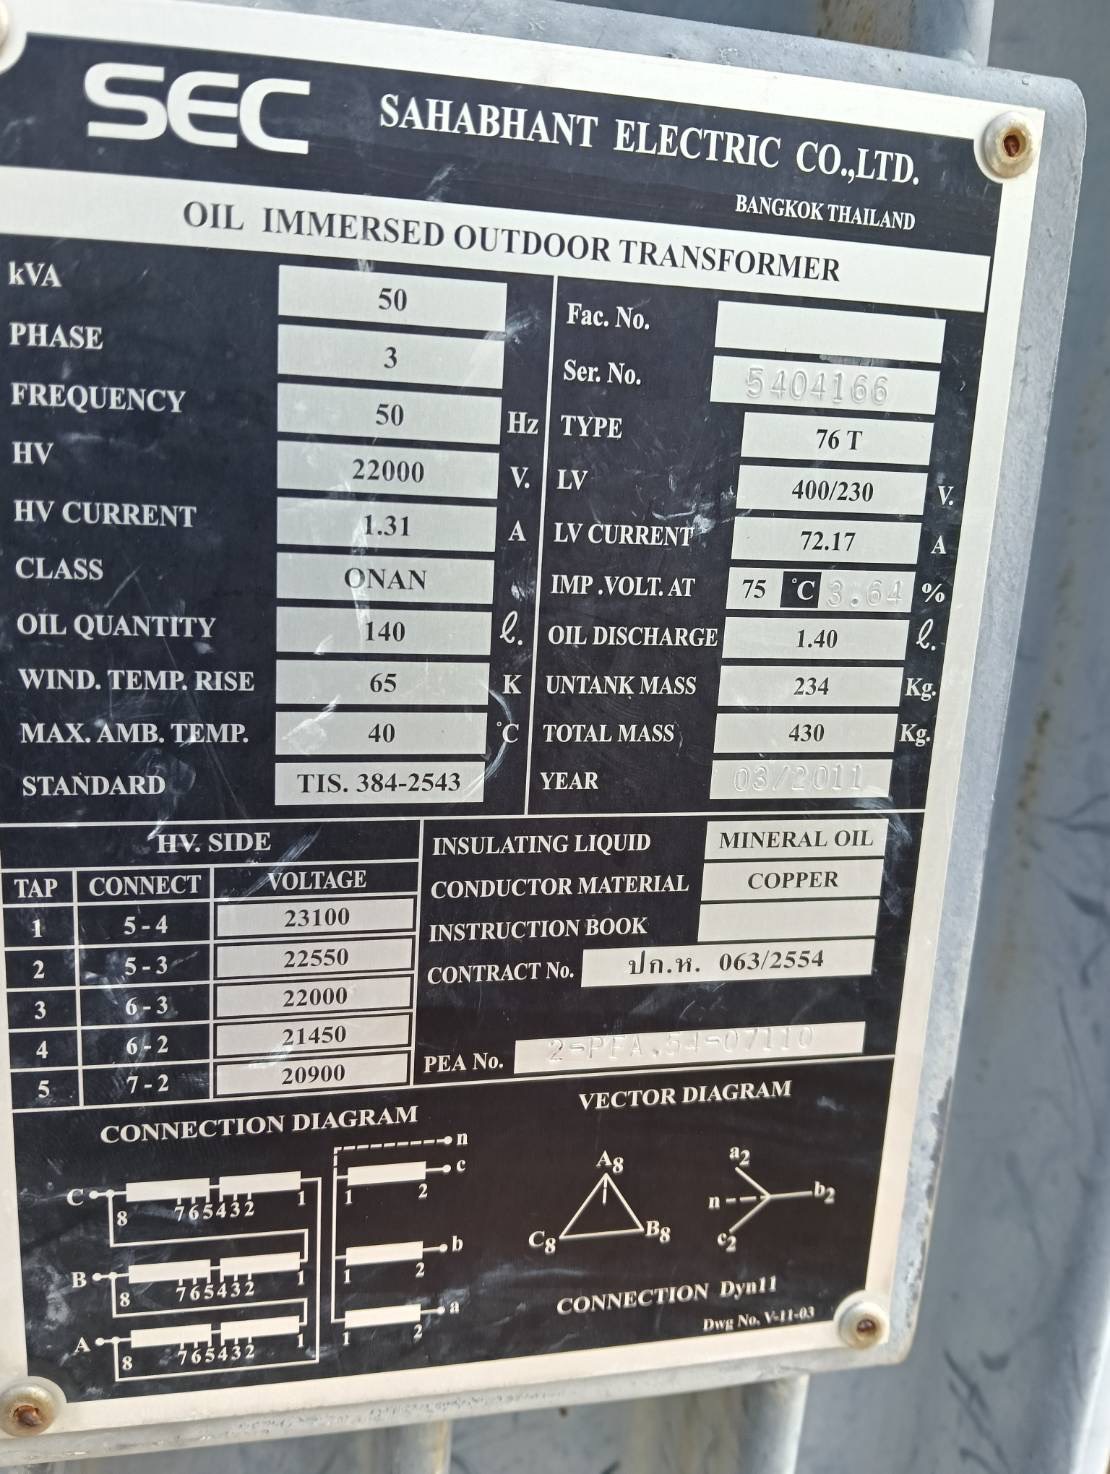 SEC
SAHABHANT ELECTRIC CO.,LTD.
BANGKOK THAILAND
OIL IMMERSED OUTDOOR TRANSFORMER
kVA 50
PHASE 3
FREQUENCY 50 Hz
HV 22000 V.
HV CURRENT 1.31 A
CLASS ONAN
OIL QUANTITY 140 ℓ.
WIND. TEMP. RISE 65 K
MAX. AMB. TEMP. 40 °C
STANDARD TIS. 384-2543
Fac. No.
Ser. No. 5404166
TYPE 76 T
LV 400/230 V.
LV CURRENT 72.17 A
IMP .VOLT. AT 75 °C 3.64 %
OIL DISCHARGE 1.40 ℓ.
UNTANK MASS 234 Kg.
TOTAL MASS 430 Kg.
YEAR 03/2011
HV. SIDE
TAP CONNECT VOLTAGE
1 5-4 23100
2 5-3 22550
3 6-3 22000
4 6-2 21450
5 7-2 20900
INSULATING LIQUID MINERAL OIL
CONDUCTOR MATERIAL COPPER
INSTRUCTION BOOK
CONTRACT No. ปก.ห. 063/2554
PEA No. 2-PEA.54-07110
CONNECTION DIAGRAM
n
C 8 765432 1
1 2 c
B 8 765432 1
1 2 b
A 8 765432 1
1 2 a
VECTOR DIAGRAM
A8
C8 B8
a2
n b2
c2
CONNECTION Dyn11
Dwg No. V-11-03